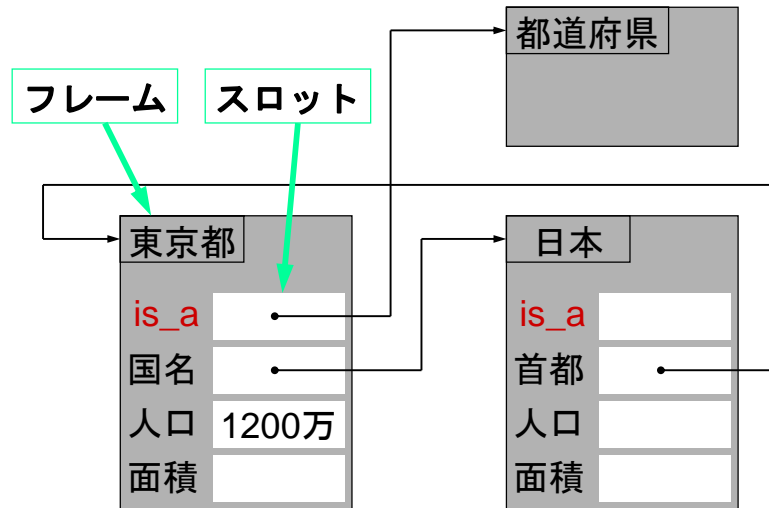 都道府県
フレーム
スロット
東京都
is_a
国名
人口 1200万
面積
日本
is_a
首都
人口
面積